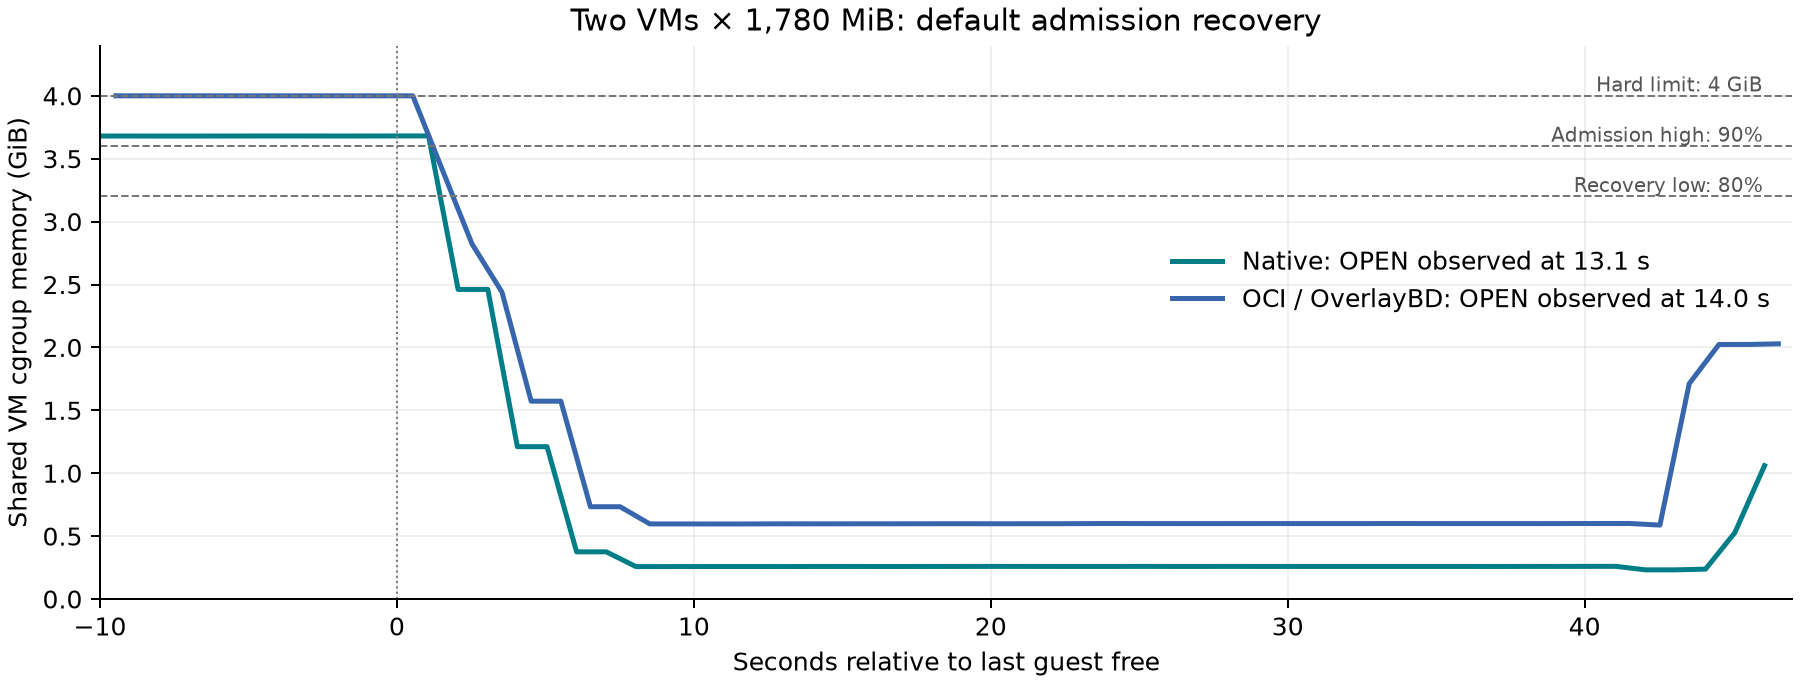 Two VMs × 1,780 MiB: default admission recovery
Shared VM cgroup memory (GiB)
4.0
3.5
3.0
2.5
2.0
1.5
1.0
0.5
0.0
Hard limit: 4 GiB
Admission high: 90%
Recovery low: 80%
Native: OPEN observed at 13.1 s
OCI / OverlayBD: OPEN observed at 14.0 s
−10 0 10 20 30 40
Seconds relative to last guest free